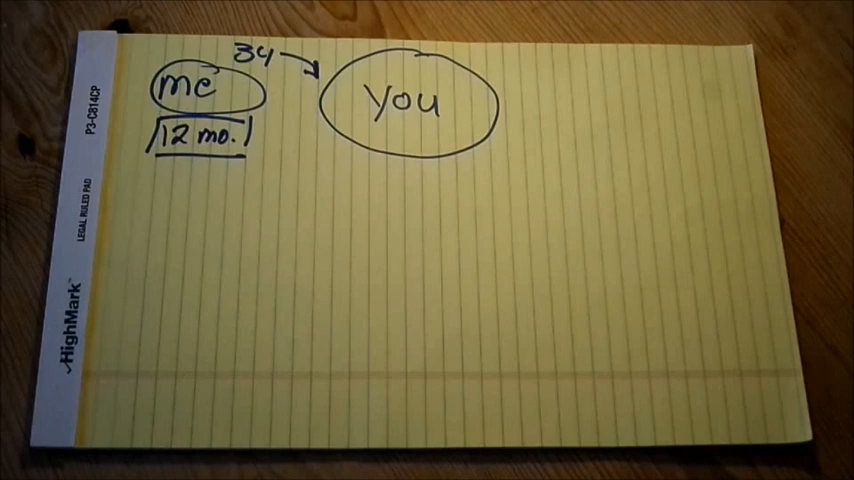 34
me
you
12 mo.
P3-C814CP
LEGAL RULED PAD
HighMark